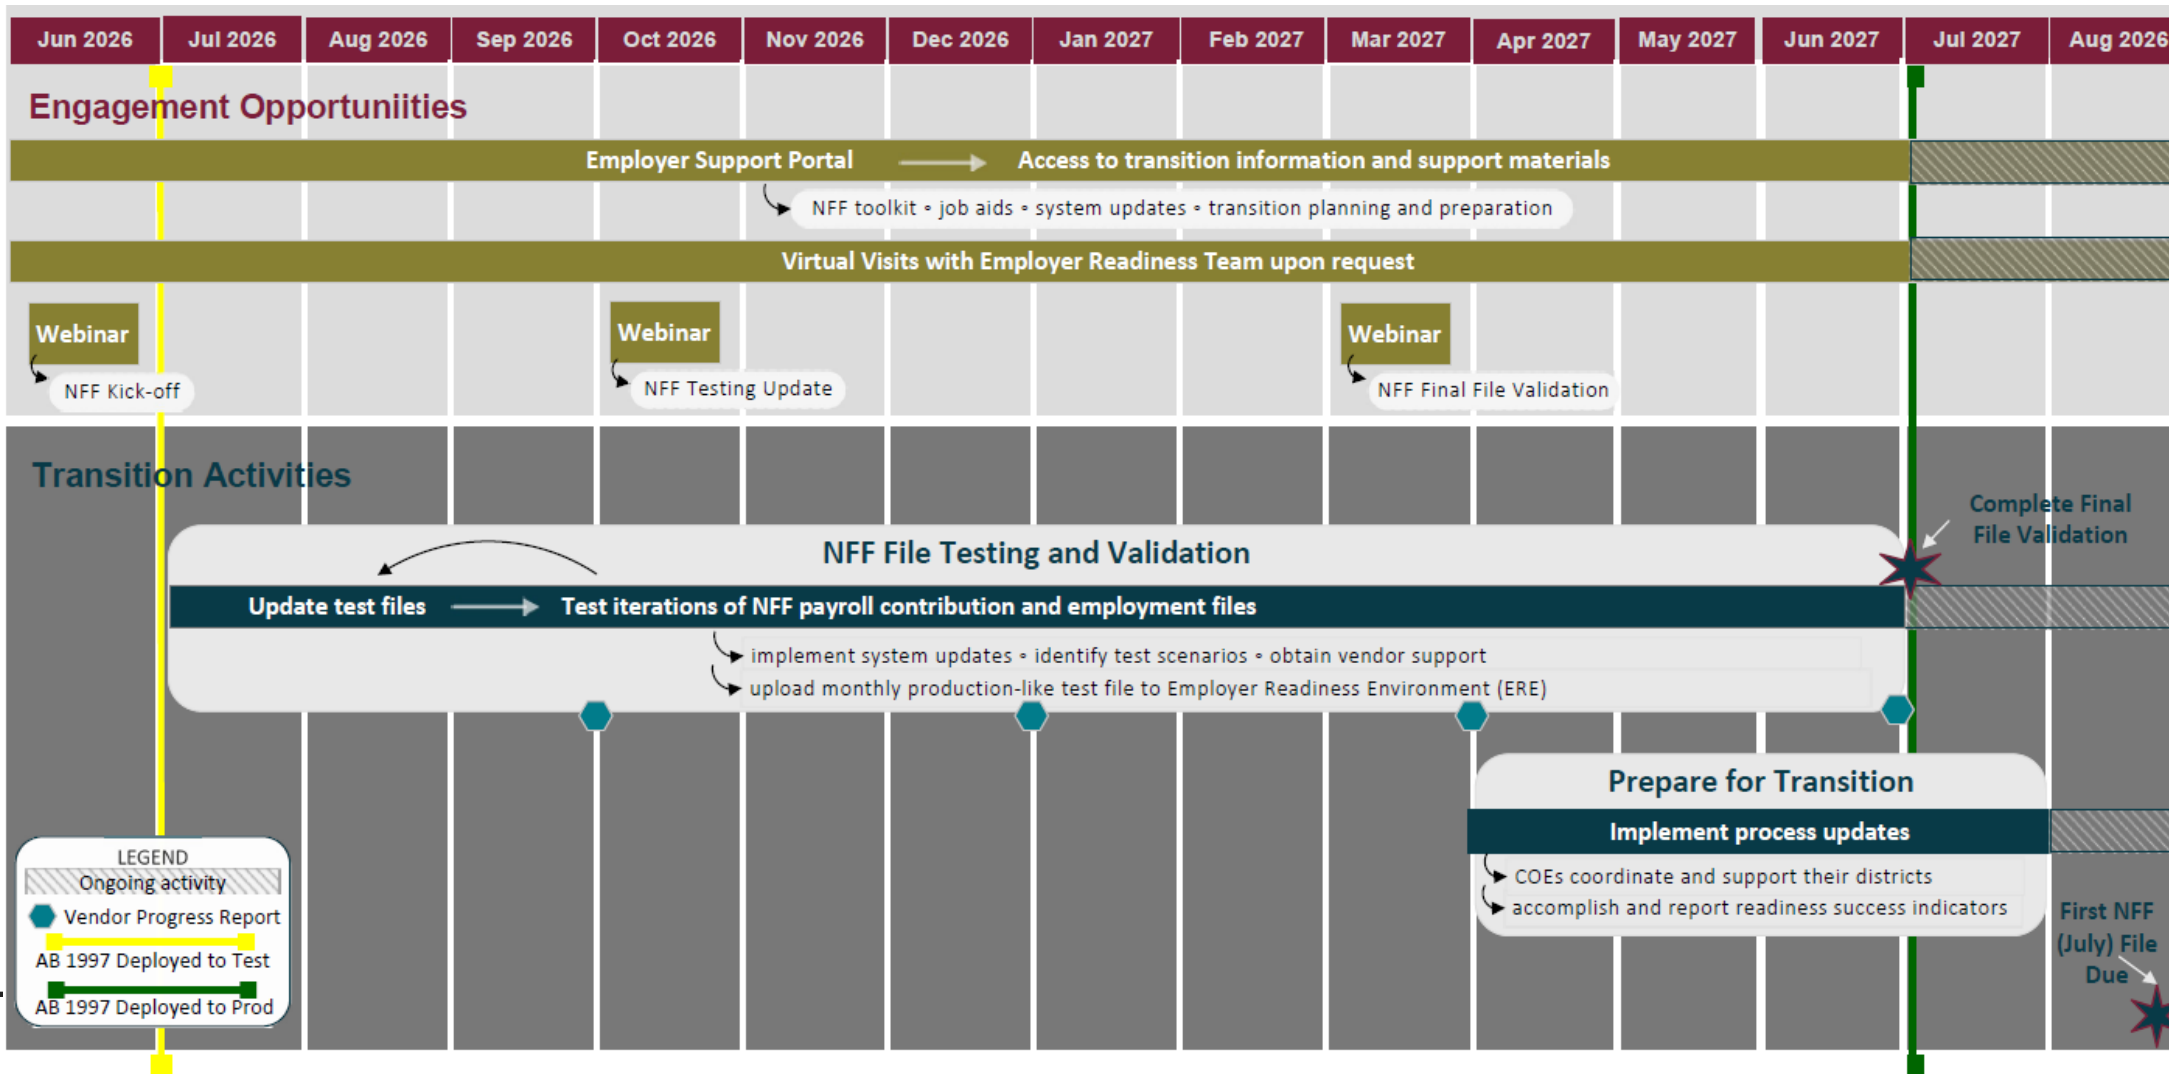 Jun 2026 Jul 2026 Aug 2026 Sep 2026 Oct 2026 Nov 2026 Dec 2026 Jan 2027 Feb 2027 Mar 2027 Apr 2027 May 2027 Jun 2027 Jul 2027 Aug 2026
Engagement Opportuniities
Employer Support Portal Access to transition information and support materials
NFF toolkit • job aids • system updates • transition planning and preparation
Virtual Visits with Employer Readiness Team upon request
Webinar
NFF Kick-off
Webinar
NFF Testing Update
Webinar
NFF Final File Validation
Transition Activities
Complete Final
File Validation
NFF File Testing and Validation
Update test files Test iterations of NFF payroll contribution and employment files
implement system updates • identify test scenarios • obtain vendor support
upload monthly production-like test file to Employer Readiness Environment (ERE)
Prepare for Transition
Implement process updates
COEs coordinate and support their districts
accomplish and report readiness success indicators
First NFF
(July) File
Due
LEGEND
Ongoing activity
Vendor Progress Report
AB 1997 Deployed to Test
AB 1997 Deployed to Prod